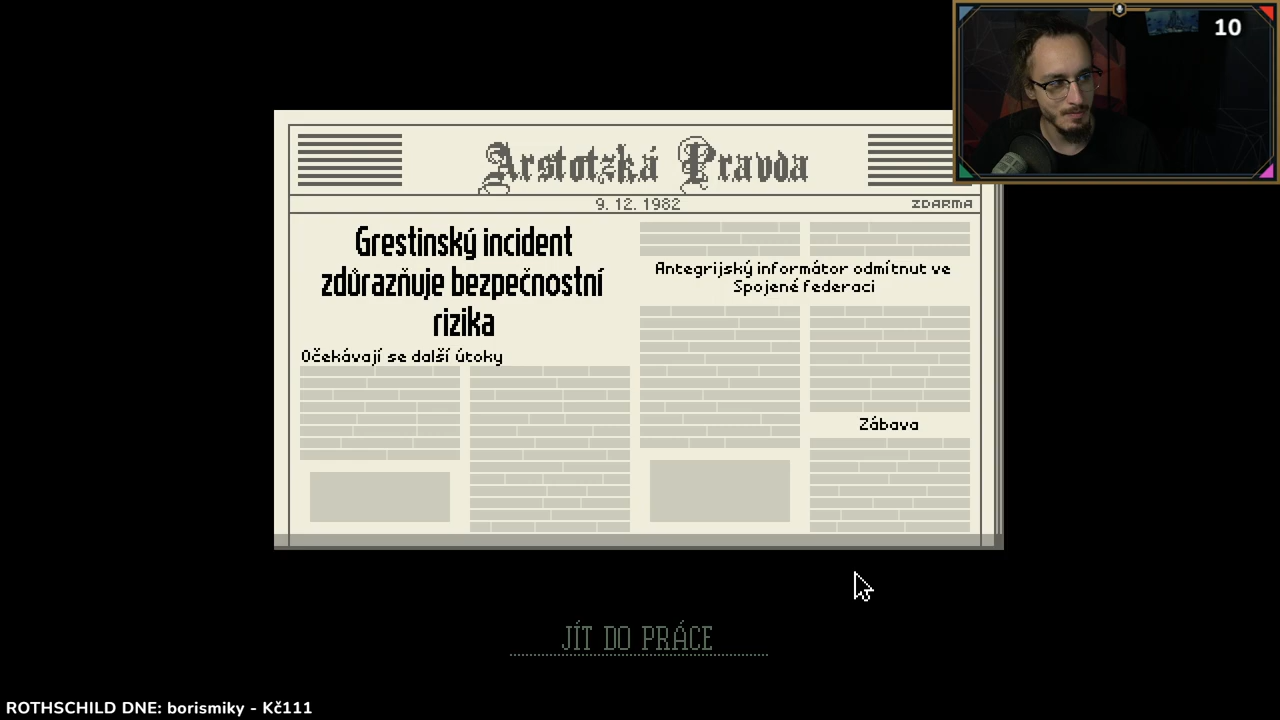 10
Arstotzká Pravda
9. 12. 1982
ZDARMA
Grestinský incident
zdůrazňuje bezpečnostní
rizika
Očekávají se další útoky
Antegrijský informátor odmítnut ve
Spojené federaci
Zábava
JÍT DO PRÁCE
ROTHSCHILD DNE: borismiky - Kč111